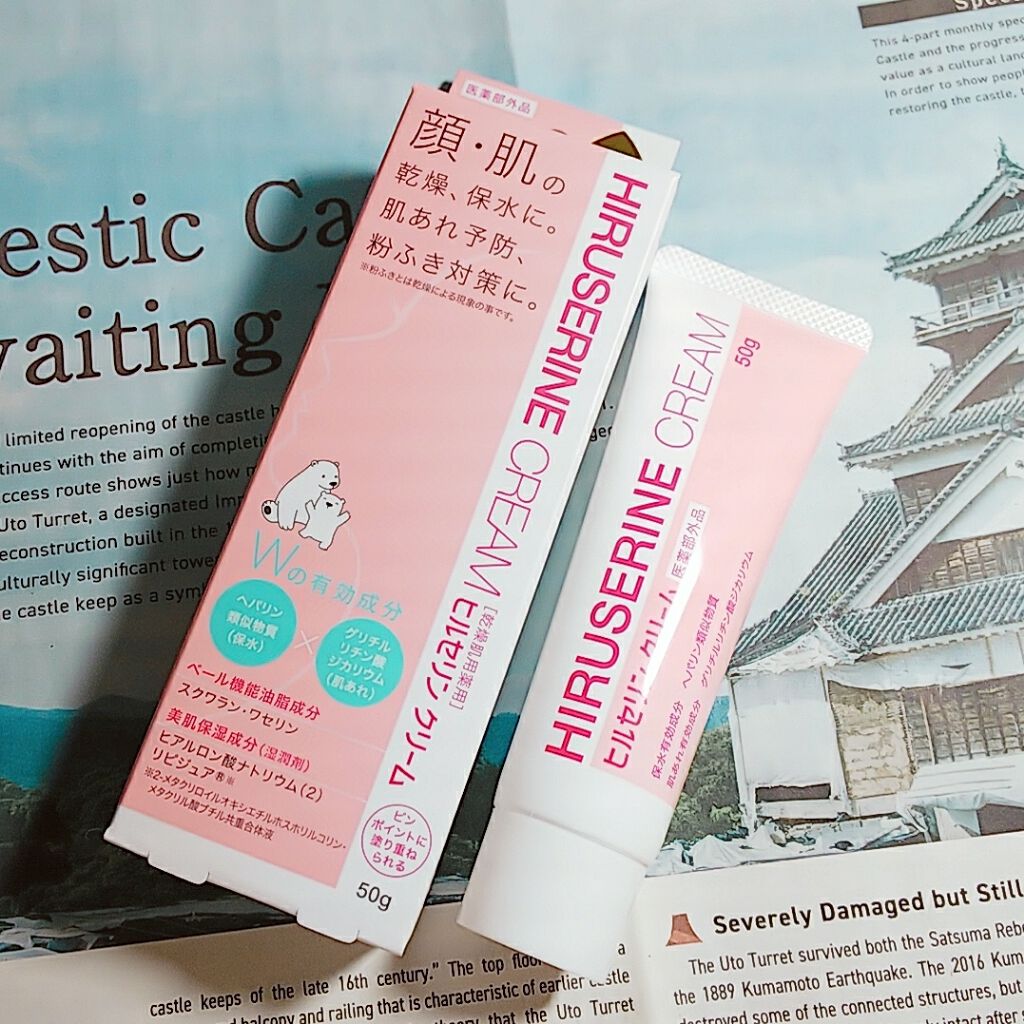 医薬部外品
顔・肌の
乾燥、保水に。
肌あれ予防、
粉ふき対策に。
※粉ふきとは乾燥による現象の事です。
HIRUSERINE CREAM
[乾燥肌用薬用]
ヒルセリン クリーム
Wの有効成分
ヘパリン
類似物質
(保水)
×
グリチル
リチン酸
ジカリウム
(肌あれ)
ベール機能油脂成分
スクワラン・ワセリン
美肌保湿成分(湿潤剤)
ヒアルロン酸ナトリウム(2)
リピジュア®※
※2-メタクリロイルオキシエチルホスホリルコリン・
メタクリル酸ブチル共重合体液
ピン
ポイントに
塗り重ね
られる
50g
50g
HIRUSERINE CREAM
ヒルセリン クリーム
医薬部外品
保水有効成分 ヘパリン類似物質
肌あれ有効成分 グリチルリチン酸ジカリウム
estic Ca
waiting
limited reopening of the castle
tinues with the aim of
access route shows just how
Uto Turret, a designated
reconstruction built in the
culturally significant
e castle keep as a
This 4-part monthly
Castle and the progress
value as a cultural
In order to show
restoring the castle,
Severely Damaged but Still
The Uto Turret survived both the Satsuma
the 1889 Kumamoto Earthquake. The 2016
some of the connected structures, but
intact after
castle keeps of the late 16th century." The top a
balcony and railing that is characteristic of earlier
that the Uto Turret